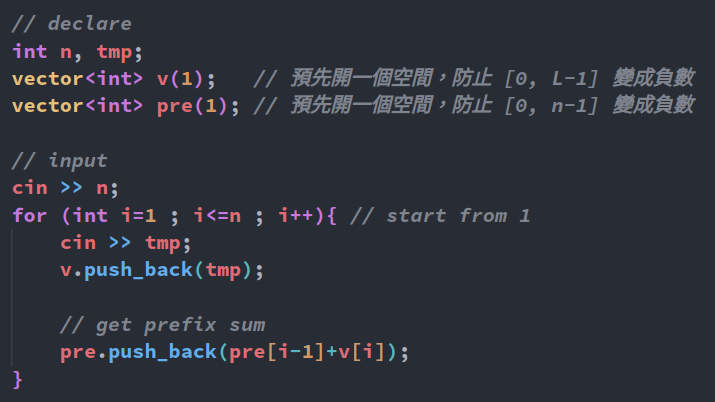 // declare
int n, tmp;
vector<int> v(1);   // 預先開一個空間，防止 [0, L-1] 變成負數
vector<int> pre(1); // 預先開一個空間，防止 [0, n-1] 變成負數

// input
cin >> n;
for (int i=1 ; i<=n ; i++){ // start from 1
    cin >> tmp;
    v.push_back(tmp);

    // get prefix sum
    pre.push_back(pre[i-1]+v[i]);
}